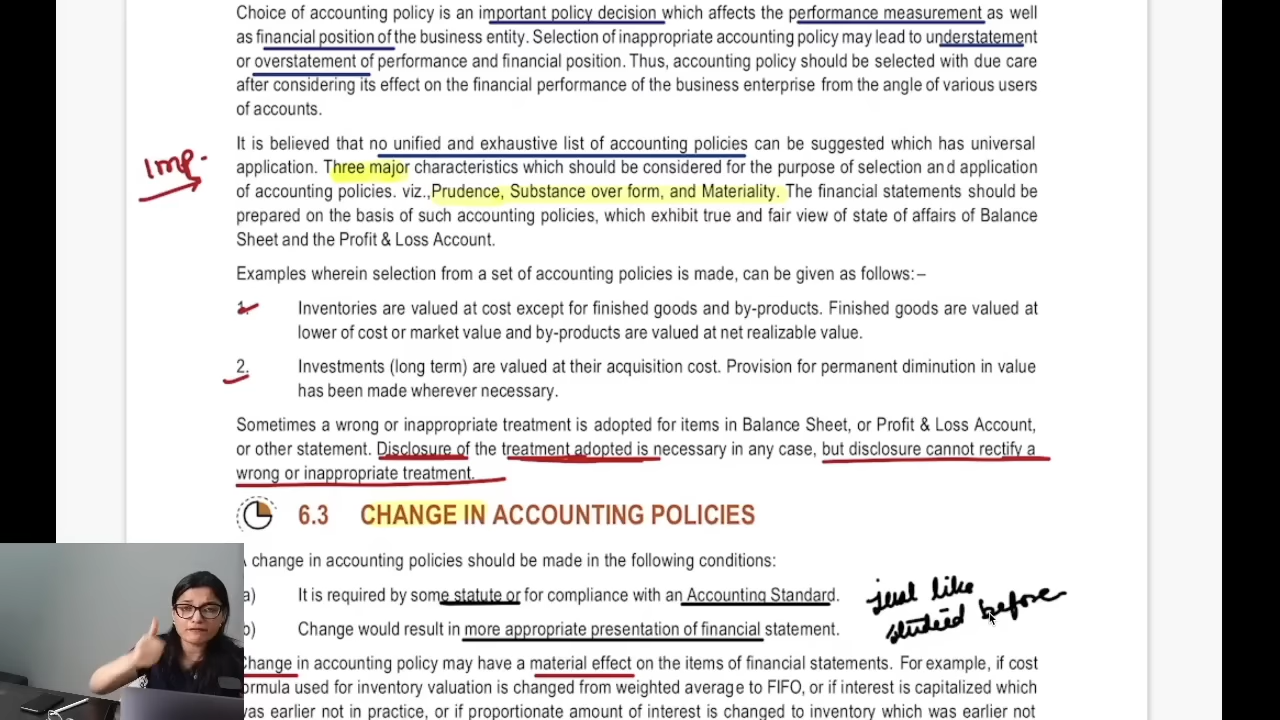 Choice of accounting policy is an important policy decision which affects the performance measurement as well
as financial position of the business entity. Selection of inappropriate accounting policy may lead to understatement
or overstatement of performance and financial position. Thus, accounting policy should be selected with due care
after considering its effect on the financial performance of the business enterprise from the angle of various users
of accounts.
Imp.
It is believed that no unified and exhaustive list of accounting policies can be suggested which has universal
application. Three major characteristics which should be considered for the purpose of selection and application
of accounting policies. viz.,Prudence, Substance over form, and Materiality. The financial statements should be
prepared on the basis of such accounting policies, which exhibit true and fair view of state of affairs of Balance
Sheet and the Profit & Loss Account.
Examples wherein selection from a set of accounting policies is made, can be given as follows:–
1. Inventories are valued at cost except for finished goods and by-products. Finished goods are valued at
lower of cost or market value and by-products are valued at net realizable value.
2. Investments (long term) are valued at their acquisition cost. Provision for permanent diminution in value
has been made wherever necessary.
Sometimes a wrong or inappropriate treatment is adopted for items in Balance Sheet, or Profit & Loss Account,
or other statement. Disclosure of the treatment adopted is necessary in any case, but disclosure cannot rectify a
wrong or inappropriate treatment.
6.3 CHANGE IN ACCOUNTING POLICIES
A change in accounting policies should be made in the following conditions:
a) It is required by some statute or for compliance with an Accounting Standard.
b) Change would result in more appropriate presentation of financial statement.
just like
studied before
Change in accounting policy may have a material effect on the items of financial statements. For example, if cost
formula used for inventory valuation is changed from weighted average to FIFO, or if interest is capitalized which
was earlier not in practice, or if proportionate amount of interest is changed to inventory which was earlier not